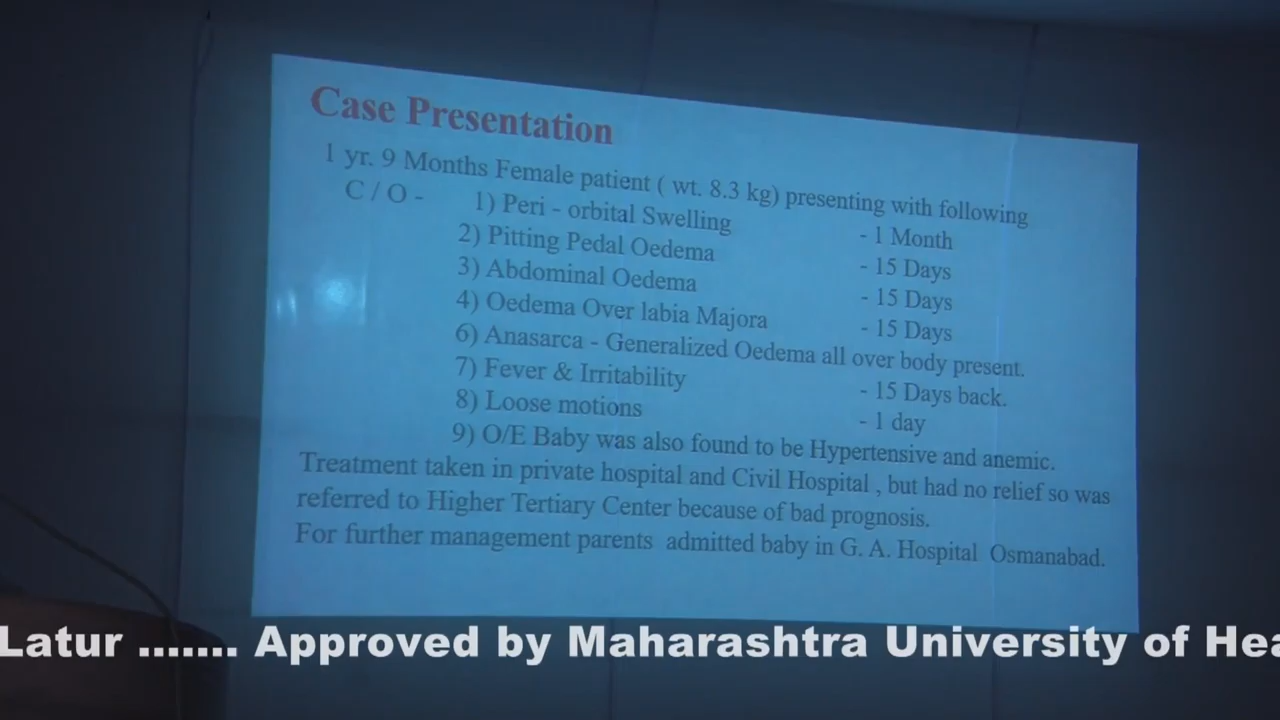 Case Presentation
1 yr. 9 Months Female patient ( wt. 8.3 kg) presenting with following
C / O - 1) Peri - orbital Swelling - 1 Month
2) Pitting Pedal Oedema - 15 Days
3) Abdominal Oedema - 15 Days
4) Oedema Over labia Majora - 15 Days
6) Anasarca - Generalized Oedema all over body present.
7) Fever & Irritability - 15 Days back.
8) Loose motions - 1 day
9) O/E Baby was also found to be Hypertensive and anemic.
Treatment taken in private hospital and Civil Hospital , but had no relief so was
referred to Higher Tertiary Center because of bad prognosis.
For further management parents admitted baby in G. A. Hospital Osmanabad.
Latur ....... Approved by Maharashtra University of Hea